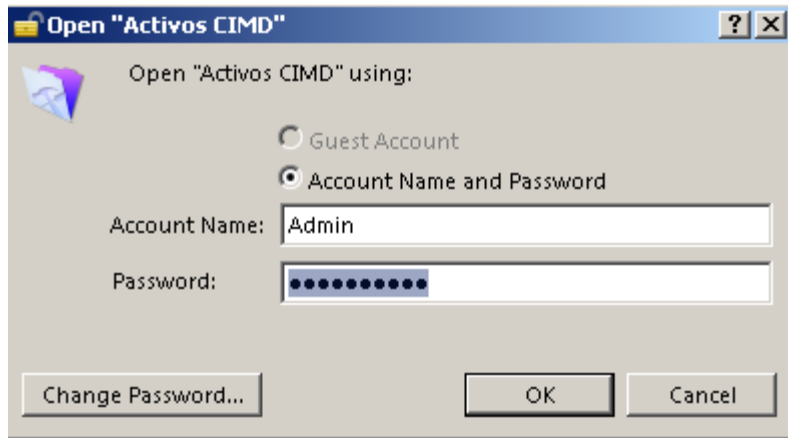 Open "Activos CIMD"
Open "Activos CIMD" using:
Guest Account
Account Name and Password
Account Name: Admin
Password: ●●●●●●●●●●
Change Password... OK Cancel